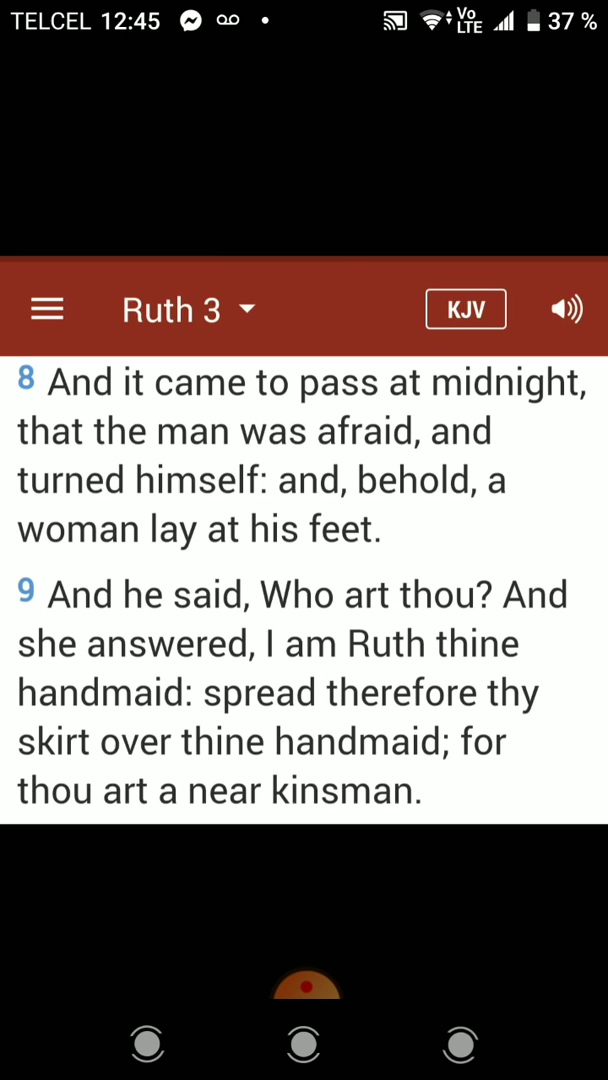 TELCEL 12:45 Vo LTE 37 %
Ruth 3 KJV
8 And it came to pass at midnight,
that the man was afraid, and
turned himself: and, behold, a
woman lay at his feet.
9 And he said, Who art thou? And
she answered, I am Ruth thine
handmaid: spread therefore thy
skirt over thine handmaid; for
thou art a near kinsman.